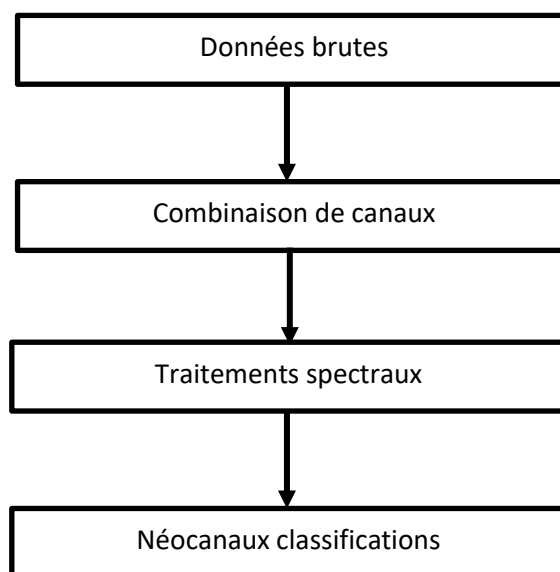 Données brutes
Combinaison de canaux
Traitements spectraux
Néocanaux classifications